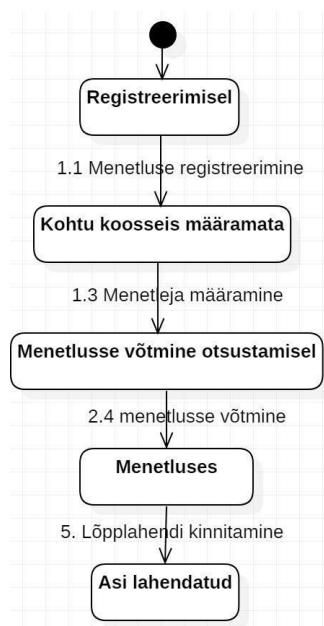 Registreerimisel
1.1 Menetluse registreerimine
Kohtu koosseis määramata
1.3 Menetleja määramine
Menetlusse võtmine otsustamisel
2.4 menetlusse võtmine
Menetluses
5. Lõpplahendi kinnitamine
Asi lahendatud